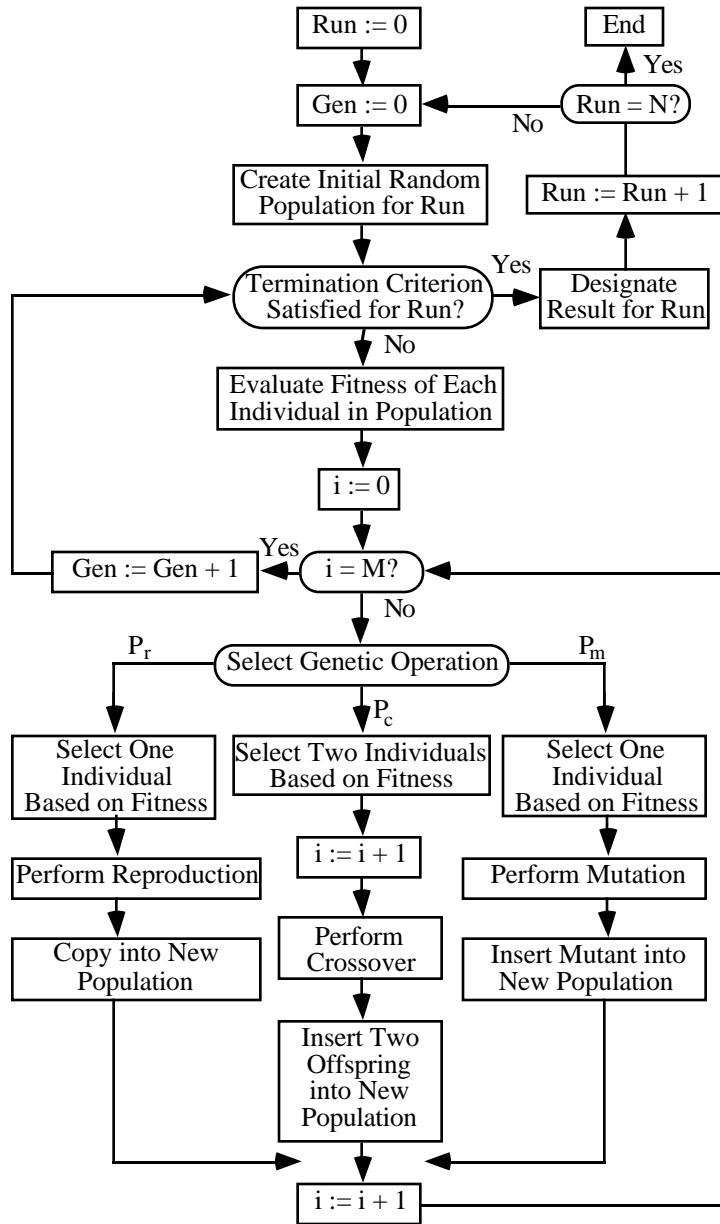 Run := 0
End
Yes
Gen := 0
Run = N?
No
Create Initial Random
Population for Run
Run := Run + 1
Termination Criterion
Satisfied for Run?
Yes
Designate
Result for Run
No
Evaluate Fitness of Each
Individual in Population
i := 0
Gen := Gen + 1
Yes
i = M?
No
Select Genetic Operation
Pr
Pc
Pm
Select One
Individual
Based on Fitness
Select Two Individuals
Based on Fitness
Select One
Individual
Based on Fitness
i := i + 1
Perform Reproduction
Perform Mutation
Copy into New
Population
Perform
Crossover
Insert Mutant into
New Population
Insert Two
Offspring
into New
Population
i := i + 1